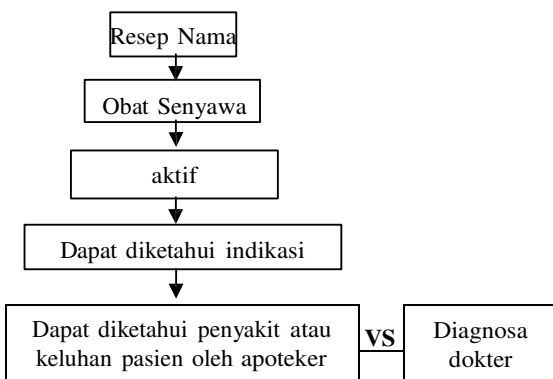 Resep Nama
Obat Senyawa
aktif
Dapat diketahui indikasi
Dapat diketahui penyakit atau
keluhan pasien oleh apoteker
VS
Diagnosa
dokter